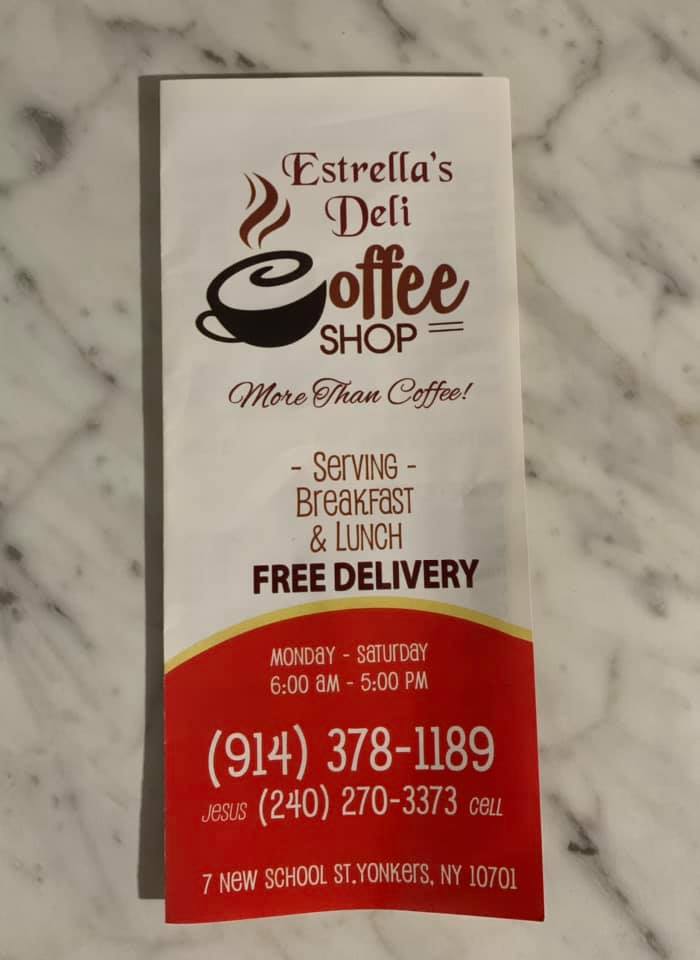 Estrella's
Deli
Coffee
SHOP
More Than Coffee!
- Serving -
Breakfast
& Lunch
FREE DELIVERY
Monday - Saturday
6:00 am - 5:00 PM
(914) 378-1189
Jesus (240) 270-3373 cell
7 New School St.Yonkers, NY 10701